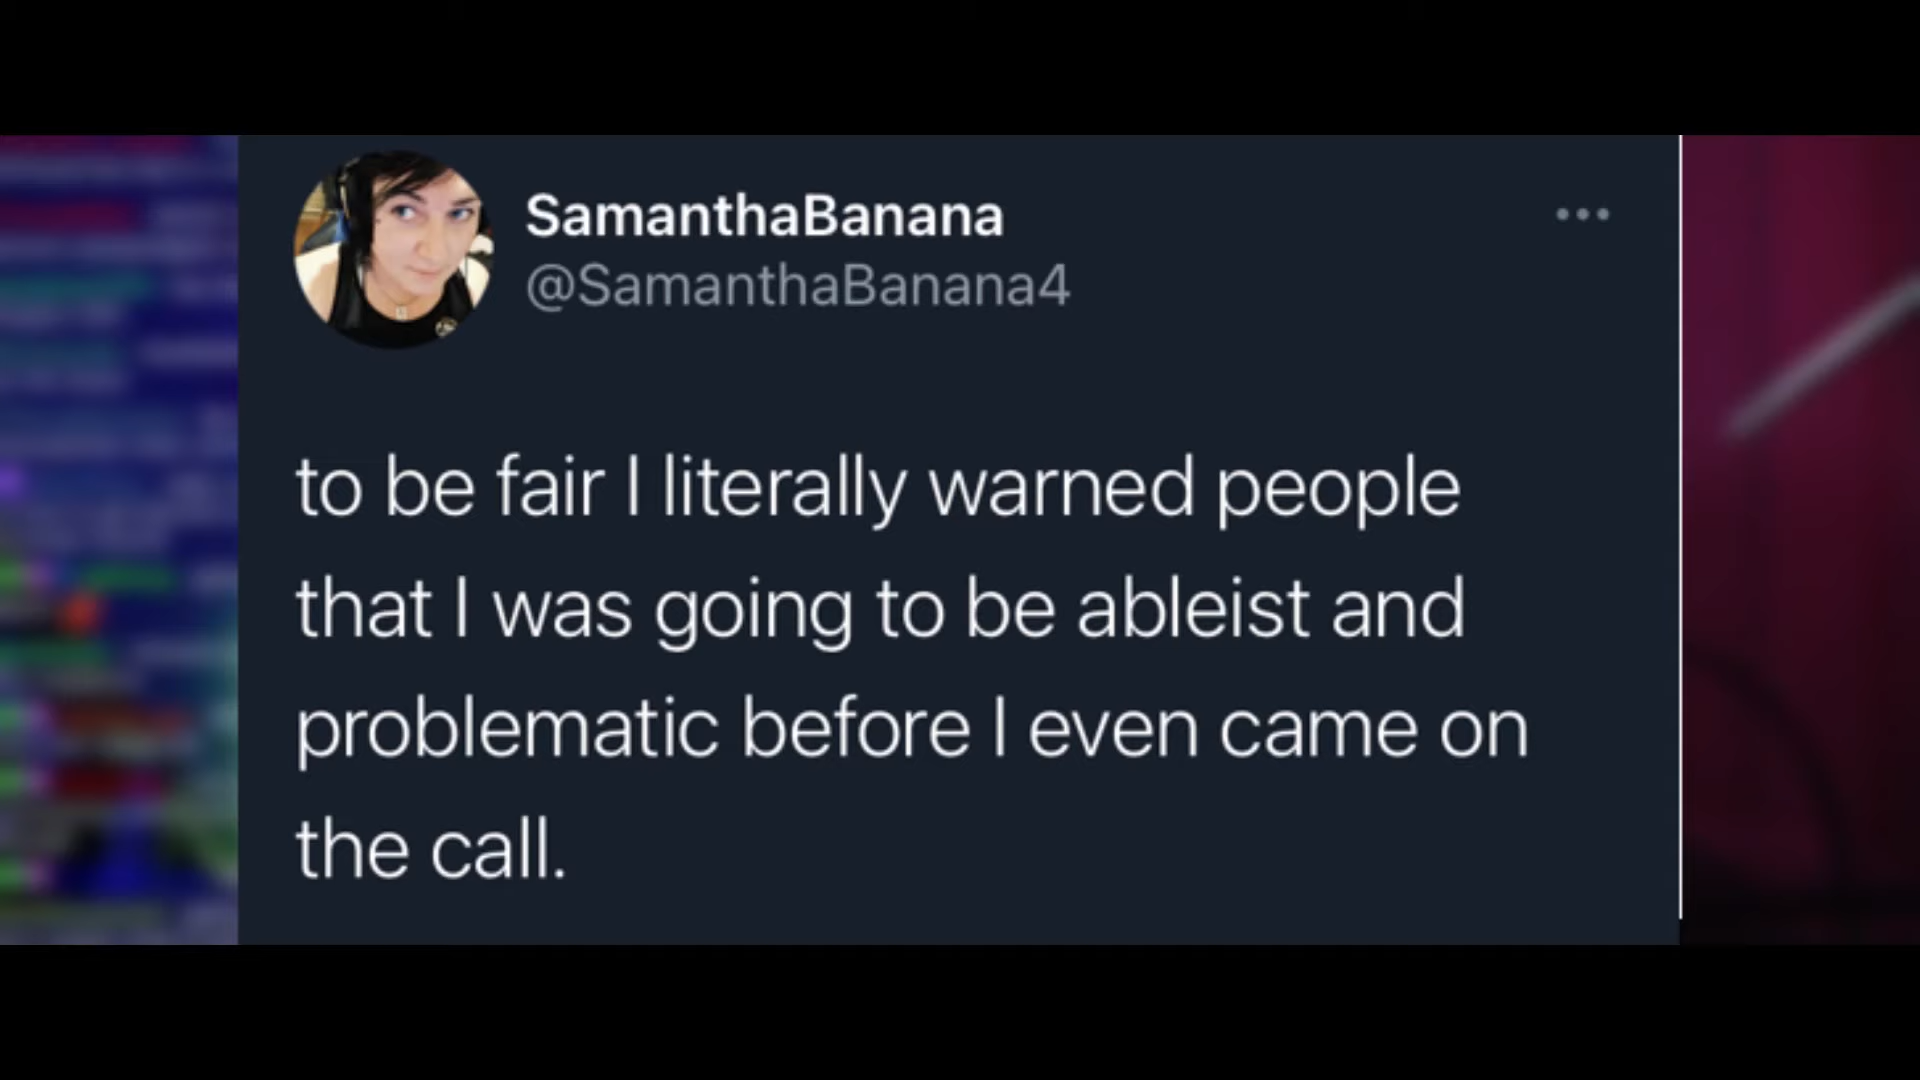 SamanthaBanana
@SamanthaBanana4
to be fair I literally warned people
that I was going to be ableist and
problematic before I even came on
the call.